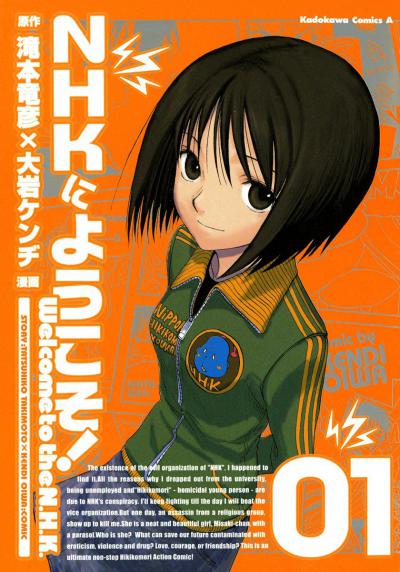 Kadokawa Comics A
原作
滝本竜彦×大岩ケンヂ
漫画
NHKにようこそ!
Welcome to the N.H.K.
STORY:TATSUHIKO TAKIMOTO×KENDI OIWA:COMIC
NIPPON
HIKIKOMORI
N.H.K
comic by
KENDI
OIWA
The existence of the evil organization of "NHK", I happened to
find it.All the reasons why I dropped out from the university,
being unemployed and"Hikikomori" - homicidal young person - are
due to NHK's conspiracy. I'll keep fighting till the day I will beat the
vice organization.But one day, an assassin from a religious group,
show up to kill me.She is a neat and beautiful girl, Misaki-chan, with
a parasol.Who is she? What can save our future contaminated with
eroticism, violence and drug? Love, courage, or friendship? This is an
ultimate non-stop Hikikomori Action Comic!
01